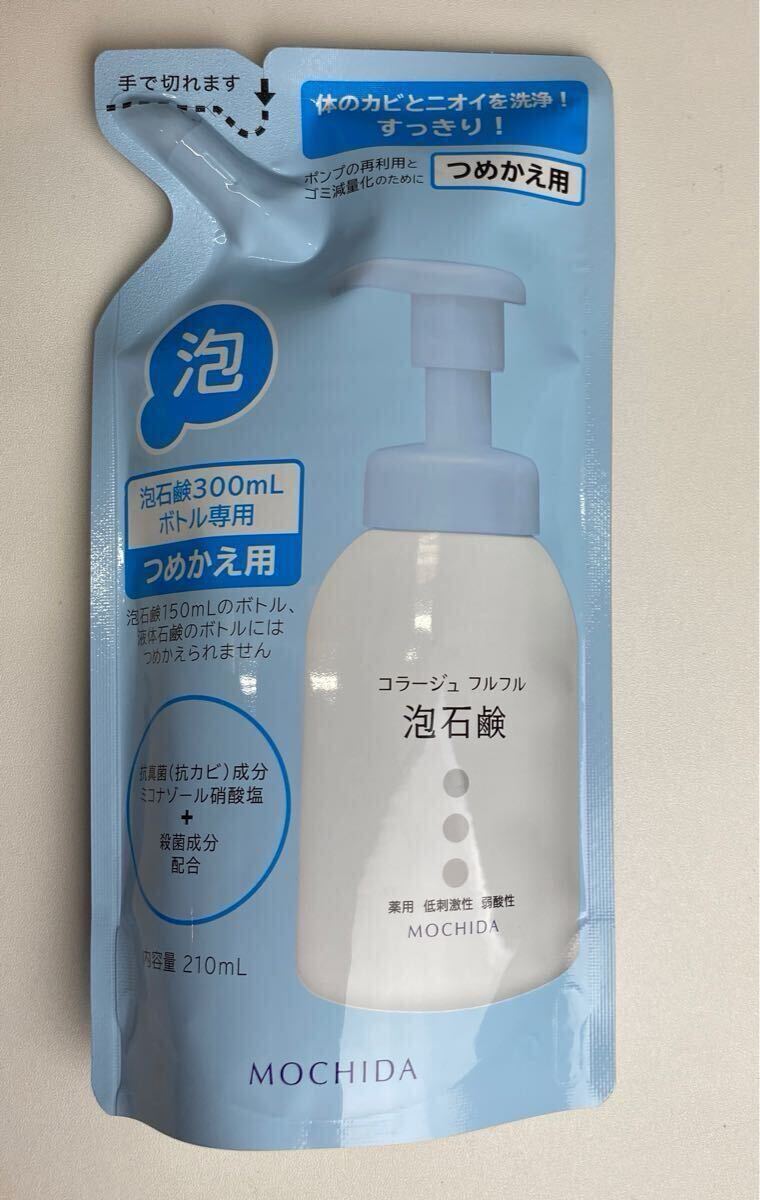 手で切れます
体のカビとニオイを洗浄！
すっきり！
ポンプの再利用と
ゴミ減量化のために
つめかえ用
泡
泡石鹸300mL
ボトル専用
つめかえ用
泡石鹸150mLのボトル、
液体石鹸のボトルには
つめかえられません
抗真菌(抗カビ)成分
ミコナゾール硝酸塩
+
殺菌成分
配合
コラージュ フルフル
泡石鹸
薬用 低刺激性 弱酸性
MOCHIDA
内容量 210mL
MOCHIDA